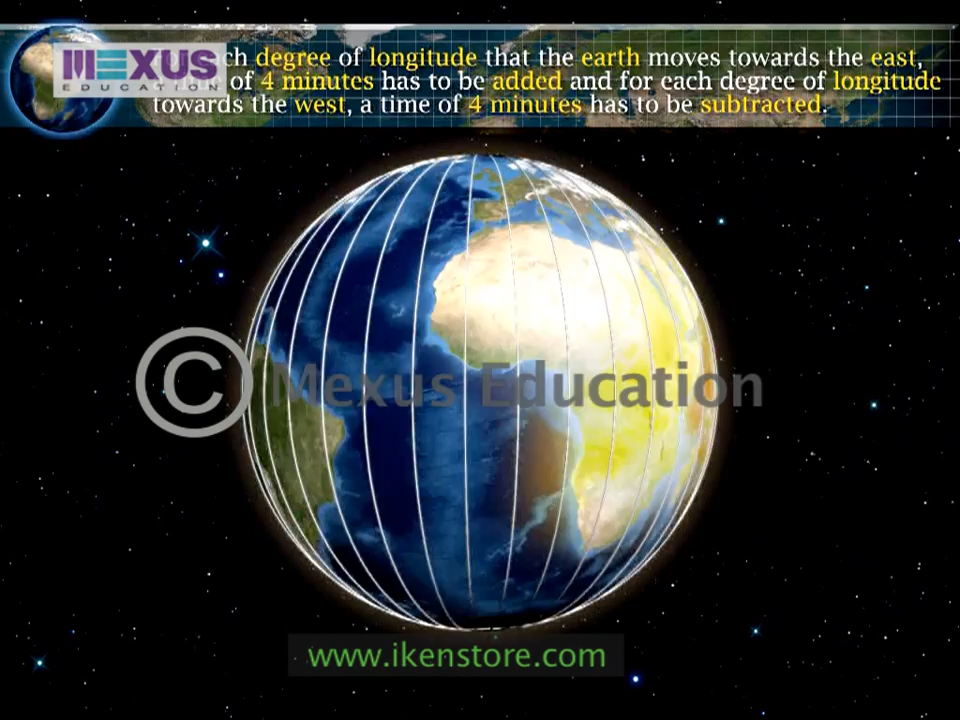 MEXUS
EDUCATION
ch degree of longitude that the earth moves towards the east,
of 4 minutes has to be added and for each degree of longitude
towards the west, a time of 4 minutes has to be subtracted.
© Mexus Education
www.ikenstore.com